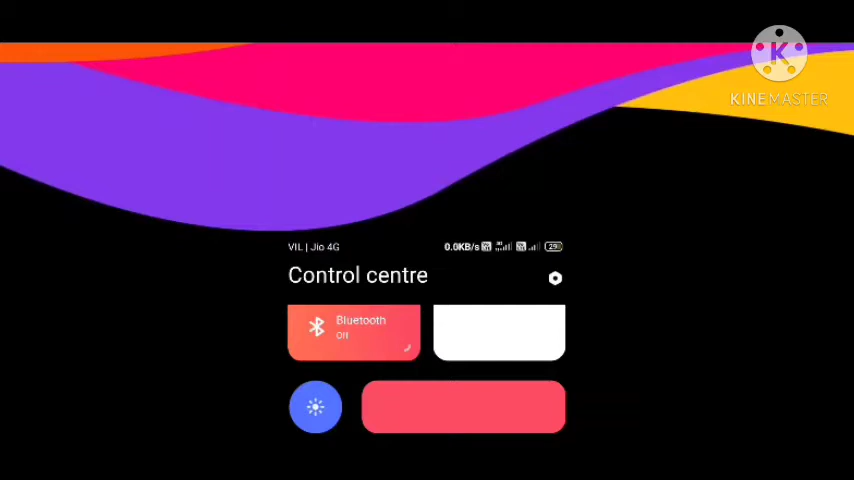 K
KINEMASTER
VIL | Jio 4G
0.0KB/s
29
Control centre
Bluetooth
Off